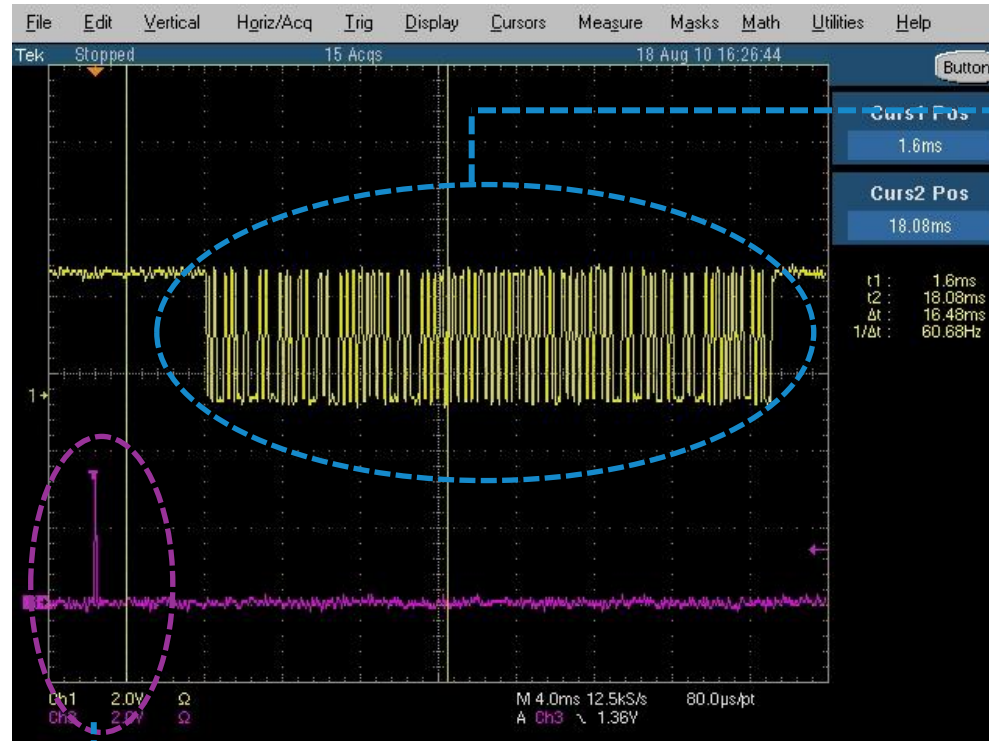 File Edit Vertical Horiz/Acq Trig Display Cursors Measure Masks Math Utilities Help
Tek Stopped 15 Acqs 18 Aug 10 16:26:44
Button
Curs1 Pos
1.6ms
Curs2 Pos
18.08ms
t1 : 1.6ms
t2 : 18.08ms
Δt : 16.48ms
1/Δt : 60.68Hz
1
Ch1 2.0V Ω M 4.0ms 12.5kS/s 80.0µs/pt
Ch3 2.0V Ω A Ch3 1.36V